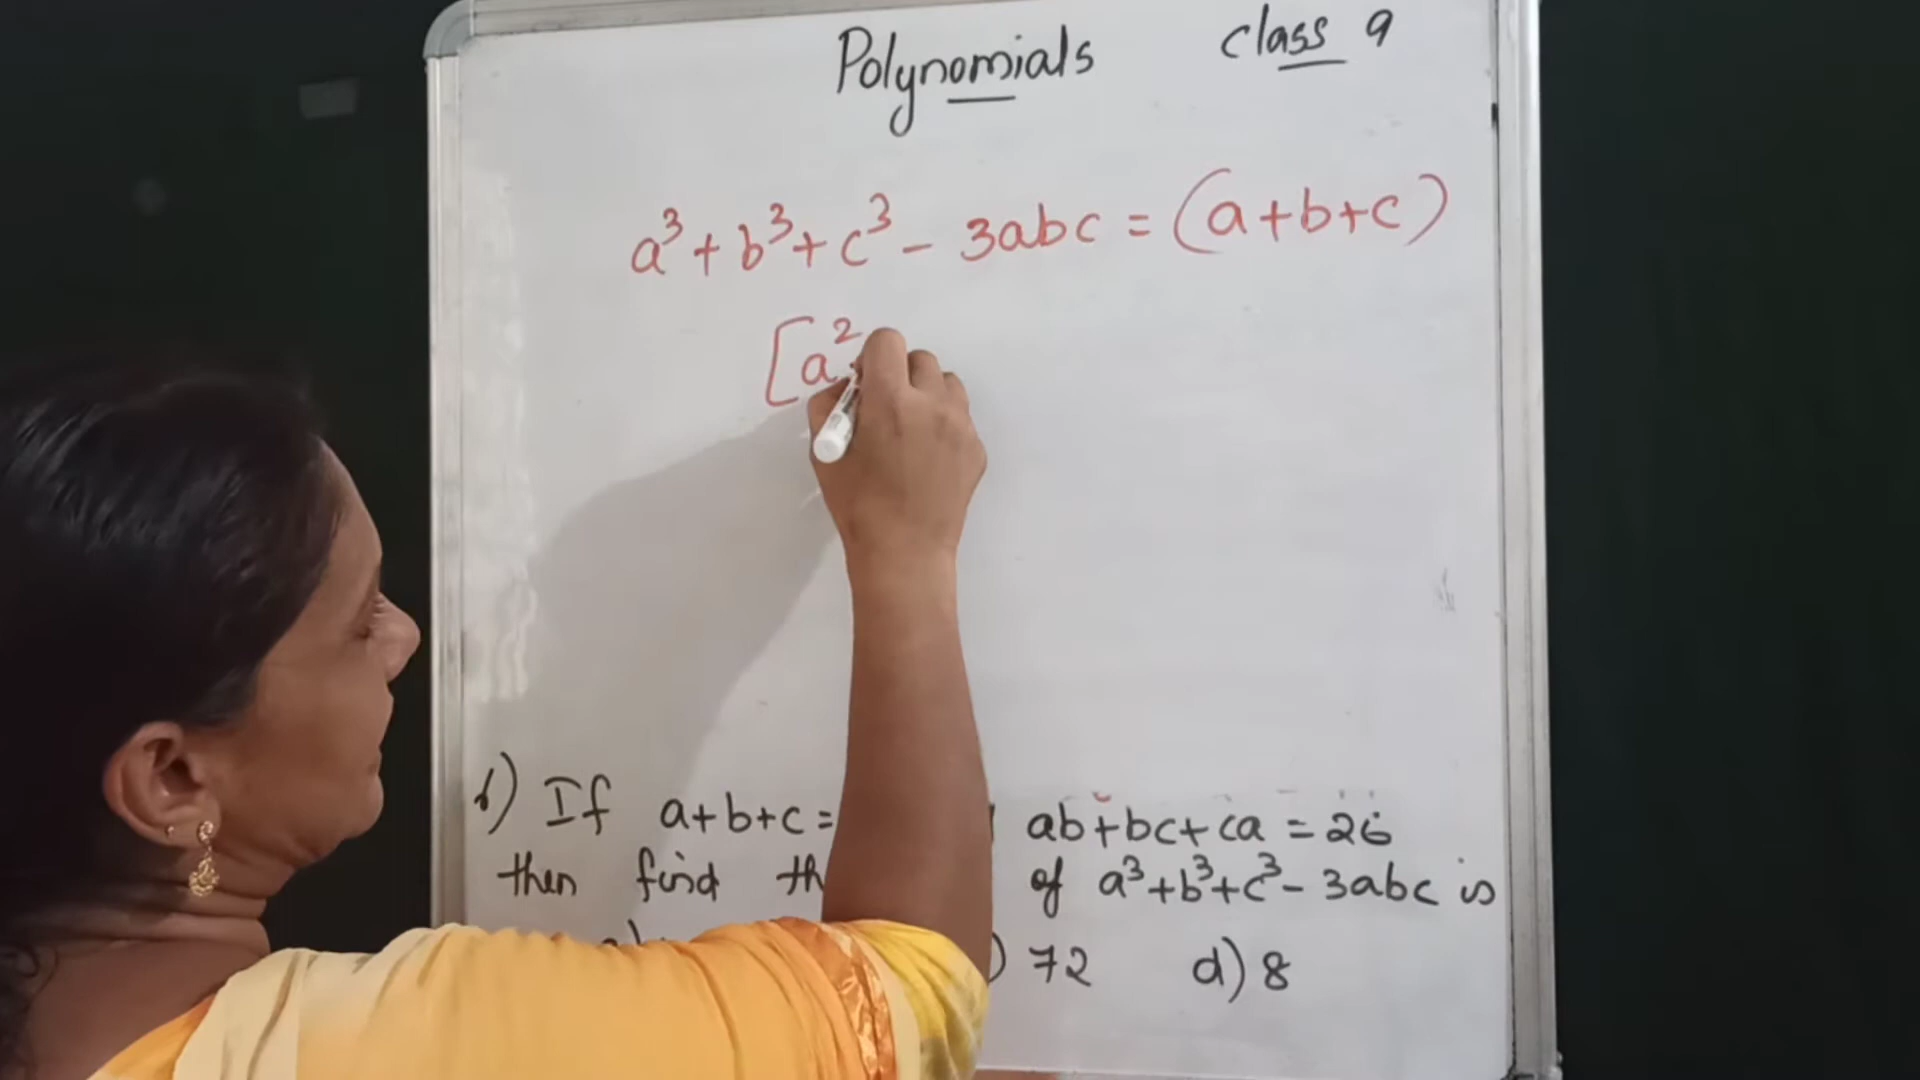 Polynomials class 9
a³ + b³ + c³ - 3abc = (a+b+c)
[a²
If a+b+c= ab+bc+ca = 26
then find of a³+b³+c³- 3abc is
) 72 d) 8